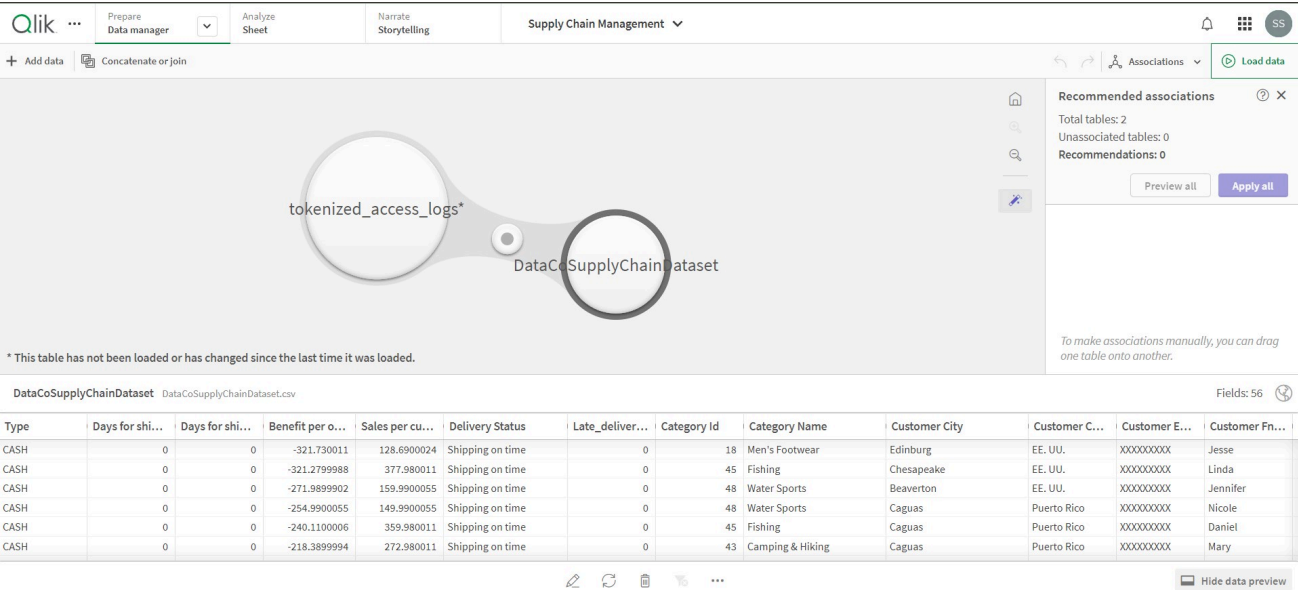 Qlik
Prepare
Data manager
Analyze
Sheet
Narrate
Storytelling
Supply Chain Management
SS
Add data
Concatenate or join
Associations
Load data
Recommended associations
Total tables: 2
Unassociated tables: 0
Recommendations: 0
Preview all
Apply all
tokenized_access_logs*
DataCoSupplyChainDataset
To make associations manually, you can drag
one table onto another.
* This table has not been loaded or has changed since the last time it was loaded.
DataCoSupplyChainDataset DataCoSupplyChainDataset.csv
Fields: 56
Type Days for shi... Days for shi... Benefit per o... Sales per cu... Delivery Status Late_deliver... Category Id Category Name Customer City Customer C... Customer E... Customer Fn...
CASH 0 0 -321.730011 128.6900024 Shipping on time 0 18 Men's Footwear Edinburg EE. UU. XXXXXXXXX Jesse
CASH 0 0 -321.2799988 377.980011 Shipping on time 0 45 Fishing Chesapeake EE. UU. XXXXXXXXX Linda
CASH 0 0 -271.9899902 159.9900055 Shipping on time 0 48 Water Sports Beaverton EE. UU. XXXXXXXXX Jennifer
CASH 0 0 -254.9900055 149.9900055 Shipping on time 0 48 Water Sports Caguas Puerto Rico XXXXXXXXX Nicole
CASH 0 0 -240.1100006 359.980011 Shipping on time 0 45 Fishing Caguas Puerto Rico XXXXXXXXX Daniel
CASH 0 0 -218.3899994 272.980011 Shipping on time 0 43 Camping & Hiking Caguas Puerto Rico XXXXXXXXX Mary
Hide data preview